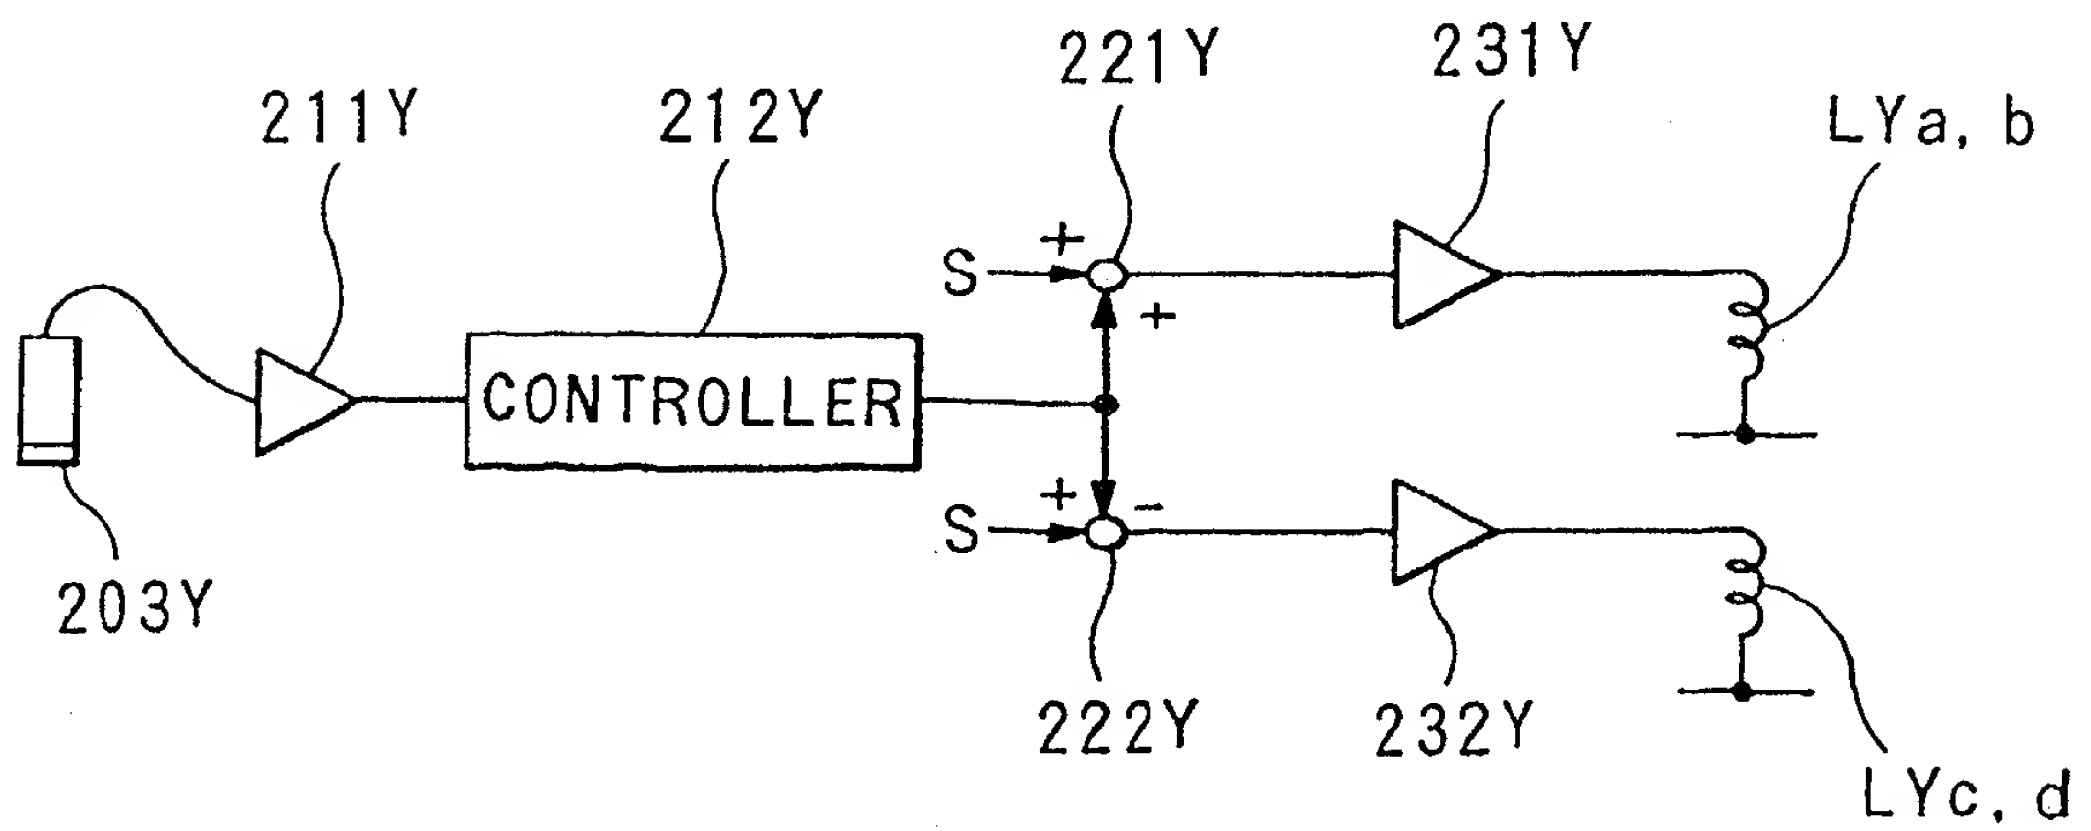 221Y
231Y
211Y
212Y
LYa, b
S
+
+
CONTROLLER
S
+
-
203Y
222Y
232Y
LYc, d